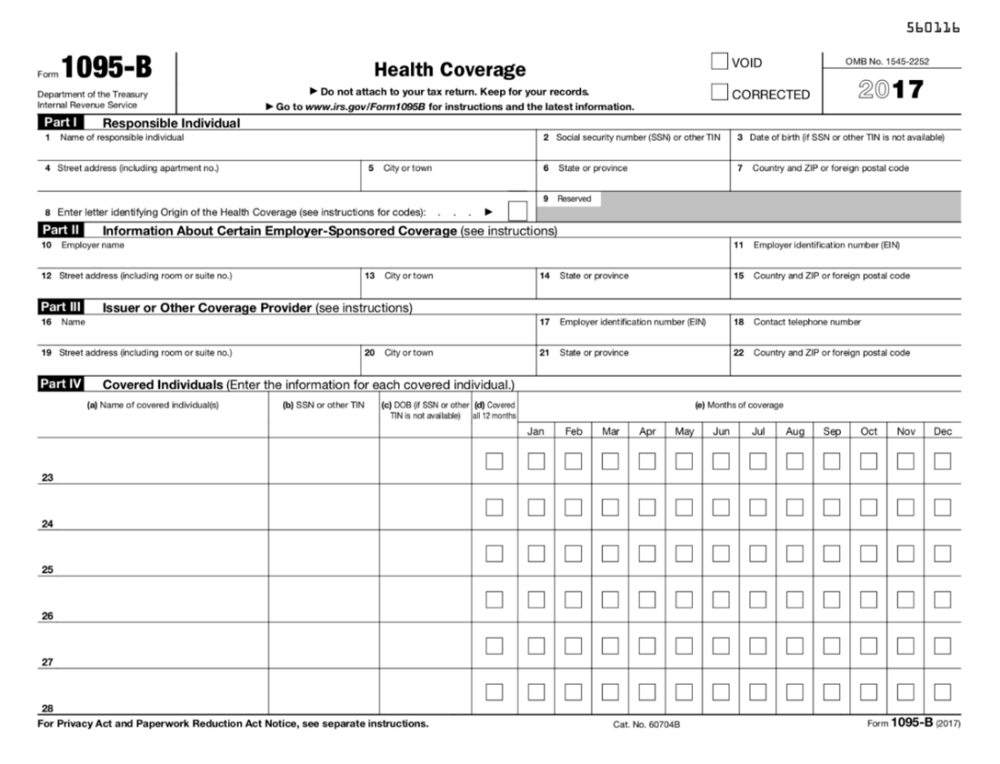 560116
Form 1095-B
Department of the Treasury
Internal Revenue Service
Health Coverage
▶ Do not attach to your tax return. Keep for your records.
▶ Go to www.irs.gov/Form1095B for instructions and the latest information.
VOID
CORRECTED
OMB No. 1545-2252
2017
Part I Responsible Individual
1 Name of responsible individual
2 Social security number (SSN) or other TIN
3 Date of birth (if SSN or other TIN is not available)
4 Street address (including apartment no.)
5 City or town
6 State or province
7 Country and ZIP or foreign postal code
8 Enter letter identifying Origin of the Health Coverage (see instructions for codes): . . . ▶
9 Reserved
Part II Information About Certain Employer-Sponsored Coverage (see instructions)
10 Employer name
11 Employer identification number (EIN)
12 Street address (including room or suite no.)
13 City or town
14 State or province
15 Country and ZIP or foreign postal code
Part III Issuer or Other Coverage Provider (see instructions)
16 Name
17 Employer identification number (EIN)
18 Contact telephone number
19 Street address (including room or suite no.)
20 City or town
21 State or province
22 Country and ZIP or foreign postal code
Part IV Covered Individuals (Enter the information for each covered individual.)
(a) Name of covered individual(s)
(b) SSN or other TIN
(c) DOB (if SSN or other
TIN is not available)
(d) Covered
all 12 months
(e) Months of coverage
Jan Feb Mar Apr May Jun Jul Aug Sep Oct Nov Dec
23
24
25
26
27
28
For Privacy Act and Paperwork Reduction Act Notice, see separate instructions.
Cat. No. 60704B
Form 1095-B (2017)